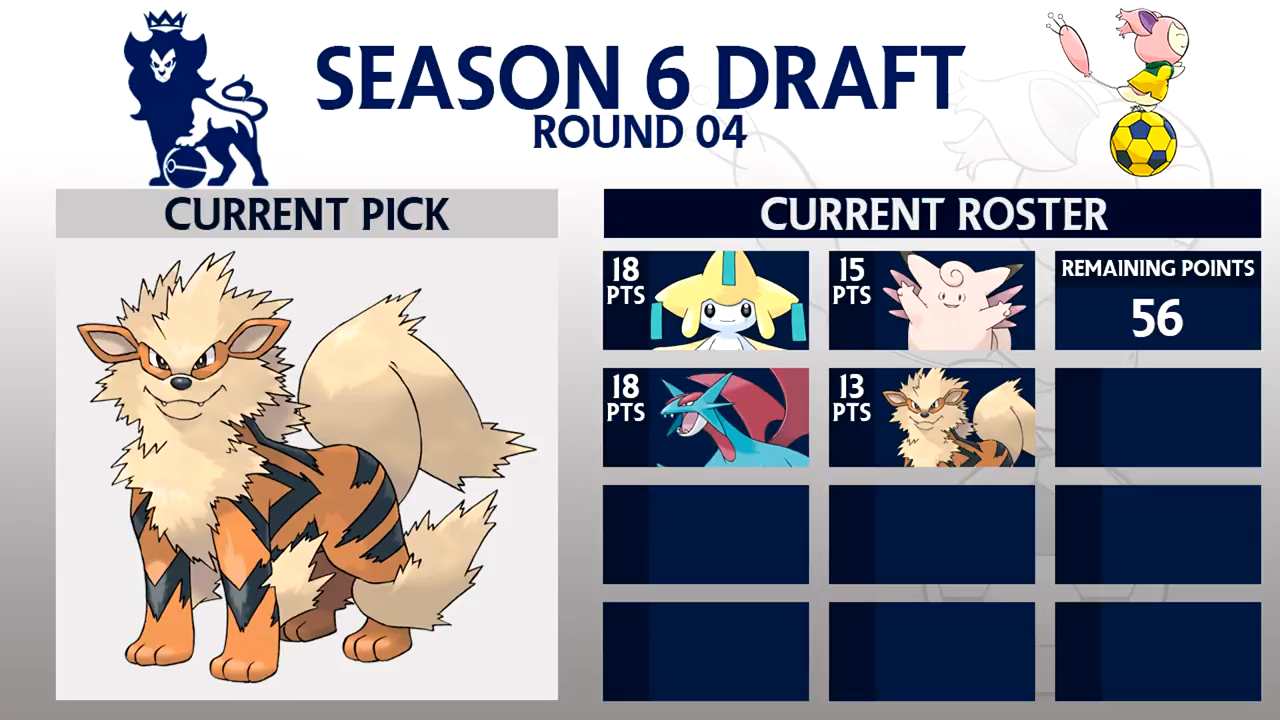 SEASON 6 DRAFT
ROUND 04
CURRENT PICK
CURRENT ROSTER
18
PTS
15
PTS
REMAINING POINTS
56
18
PTS
13
PTS